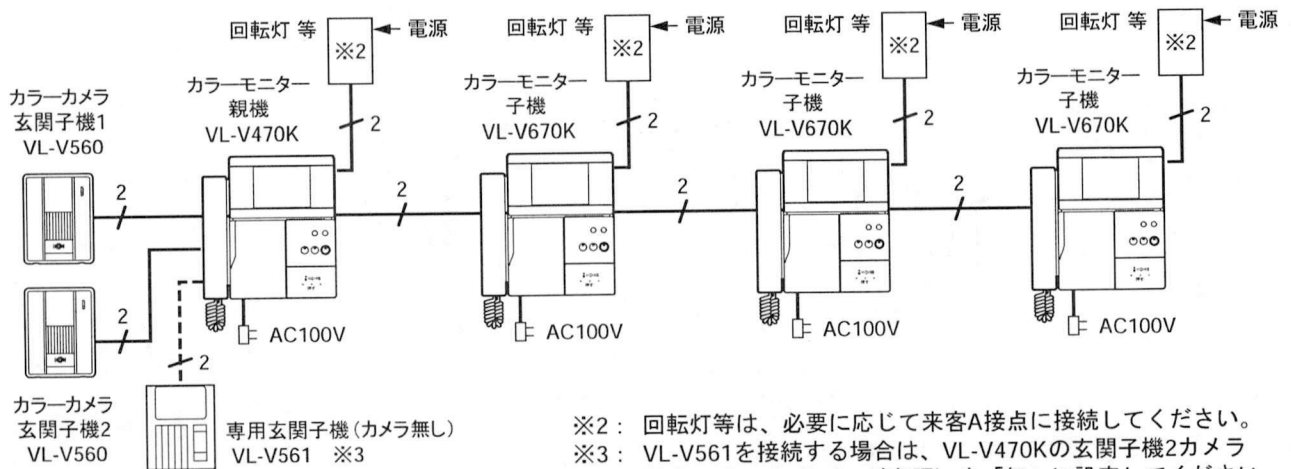 回転灯 等
※2
電源
回転灯 等
※2
電源
回転灯 等
※2
電源
回転灯 等
※2
電源
カラーカメラ
玄関子機1
VL-V560
カラーモニター
親機
VL-V470K
2
カラーモニター
子機
VL-V670K
2
カラーモニター
子機
VL-V670K
2
カラーモニター
子機
VL-V670K
2
2
2
2
2
2
AC100V
AC100V
AC100V
AC100V
2
カラーカメラ
玄関子機2
VL-V560
専用玄関子機(カメラ無し)
VL-V561 ※3
※2: 回転灯等は、必要に応じて来客A接点に接続してください。
※3: VL-V561を接続する場合は、VL-V470Kの玄関子機2カメラ